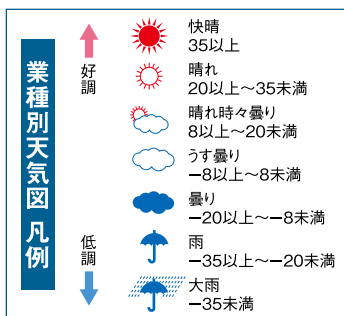 業種別天気図 凡例
好調
低調
快晴
35以上
晴れ
20以上〜35未満
晴れ時々曇り
8以上〜20未満
うす曇り
−8以上〜8未満
曇り
−20以上〜−8未満
雨
−35以上〜−20未満
大雨
−35未満